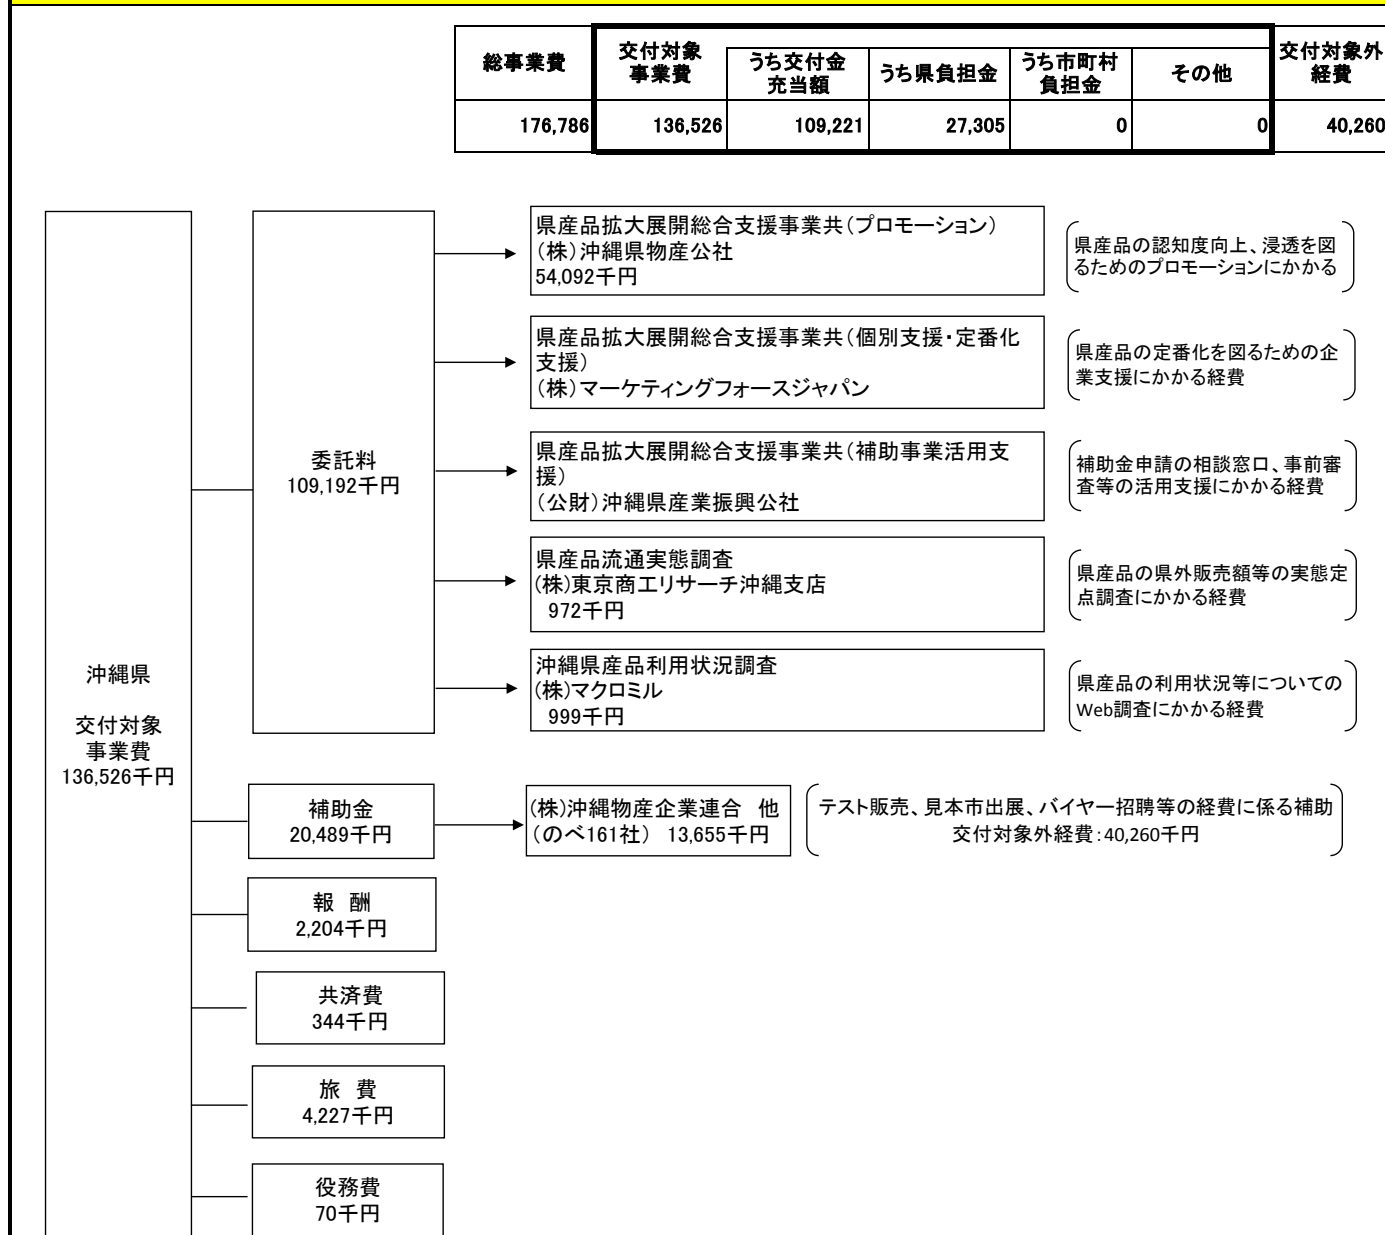 総事業費
交付対象
事業費
うち交付金
充当額
うち県負担金
うち市町村
負担金
その他
交付対象外
経費
176,786 136,526 109,221 27,305 0 0 40,260
県産品拡大展開総合支援事業共(プロモーション)
(株)沖縄県物産公社
54,092千円
県産品の認知度向上、浸透を図
るためのプロモーションにかかる
県産品拡大展開総合支援事業共(個別支援・定番化
支援)
(株)マーケティングフォースジャパン
県産品の定番化を図るための企
業支援にかかる経費
委託料
109,192千円
県産品拡大展開総合支援事業共(補助事業活用支
援)
(公財)沖縄県産業振興公社
補助金申請の相談窓口、事前審
査等の活用支援にかかる経費
県産品流通実態調査
(株)東京商工リサーチ沖縄支店
972千円
県産品の県外販売額等の実態定
点調査にかかる経費
沖縄県産品利用状況調査
(株)マクロミル
999千円
県産品の利用状況等についての
Web調査にかかる経費
沖縄県
交付対象
事業費
136,526千円
補助金
20,489千円
(株)沖縄物産企業連合 他
(のべ161社) 13,655千円
テスト販売、見本市出展、バイヤー招聘等の経費に係る補助
交付対象外経費:40,260千円
報 酬
2,204千円
共済費
344千円
旅 費
4,227千円
役務費
70千円